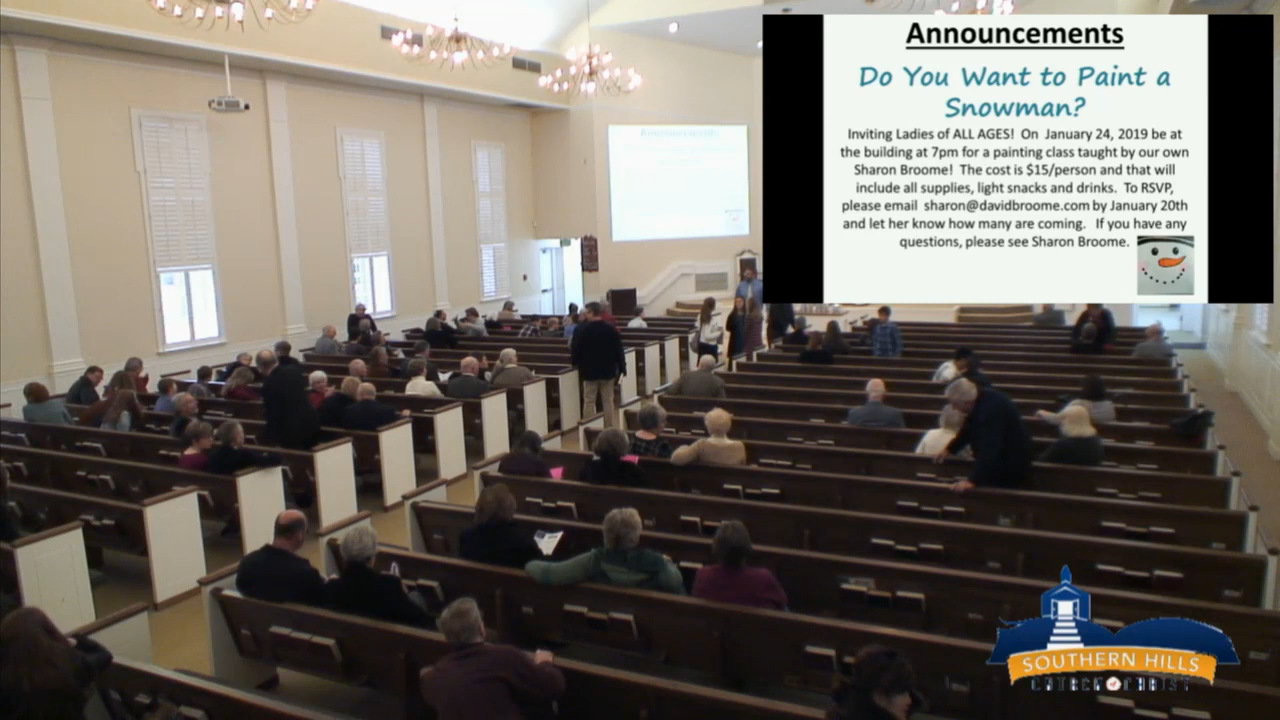 Announcements
Do You Want to Paint a
Snowman?
Inviting Ladies of ALL AGES! On January 24, 2019 be at
the building at 7pm for a painting class taught by our own
Sharon Broome! The cost is $15/person and that will
include all supplies, light snacks and drinks. To RSVP,
please email sharon@davidbroome.com by January 20th
and let her know how many are coming. If you have any
questions, please see Sharon Broome.
Announcements
SOUTHERN HILLS
CHURCH OF CHRIST